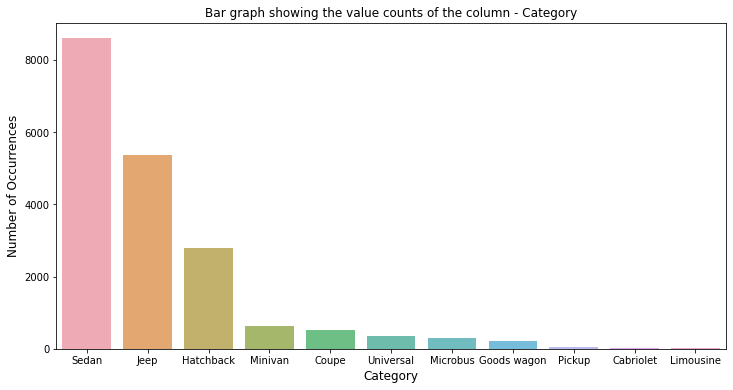 Bar graph showing the value counts of the column - Category
Number of Occurrences
8000
6000
4000
2000
0
Sedan Jeep Hatchback Minivan Coupe Universal Microbus Goods wagon Pickup Cabriolet Limousine
Category